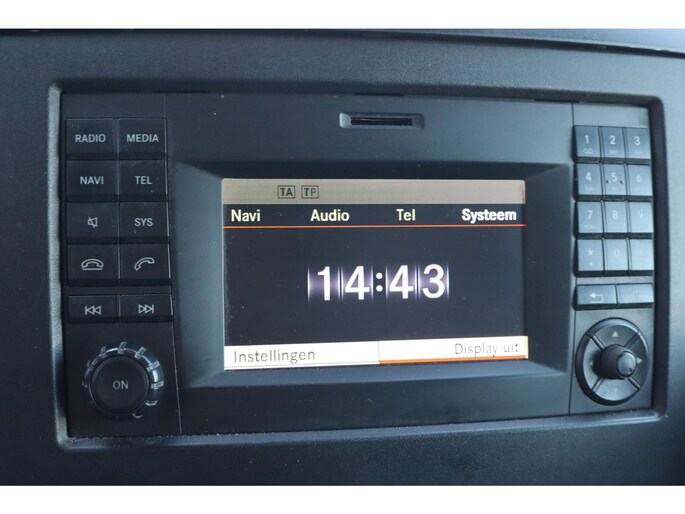 RADIO MEDIA
NAVI TEL
SYS
ON
TA TP
Navi Audio Tel Systeem
14:43
Instellingen Display uit
1 2 3
4 5 6
7 8 9
* 0 #